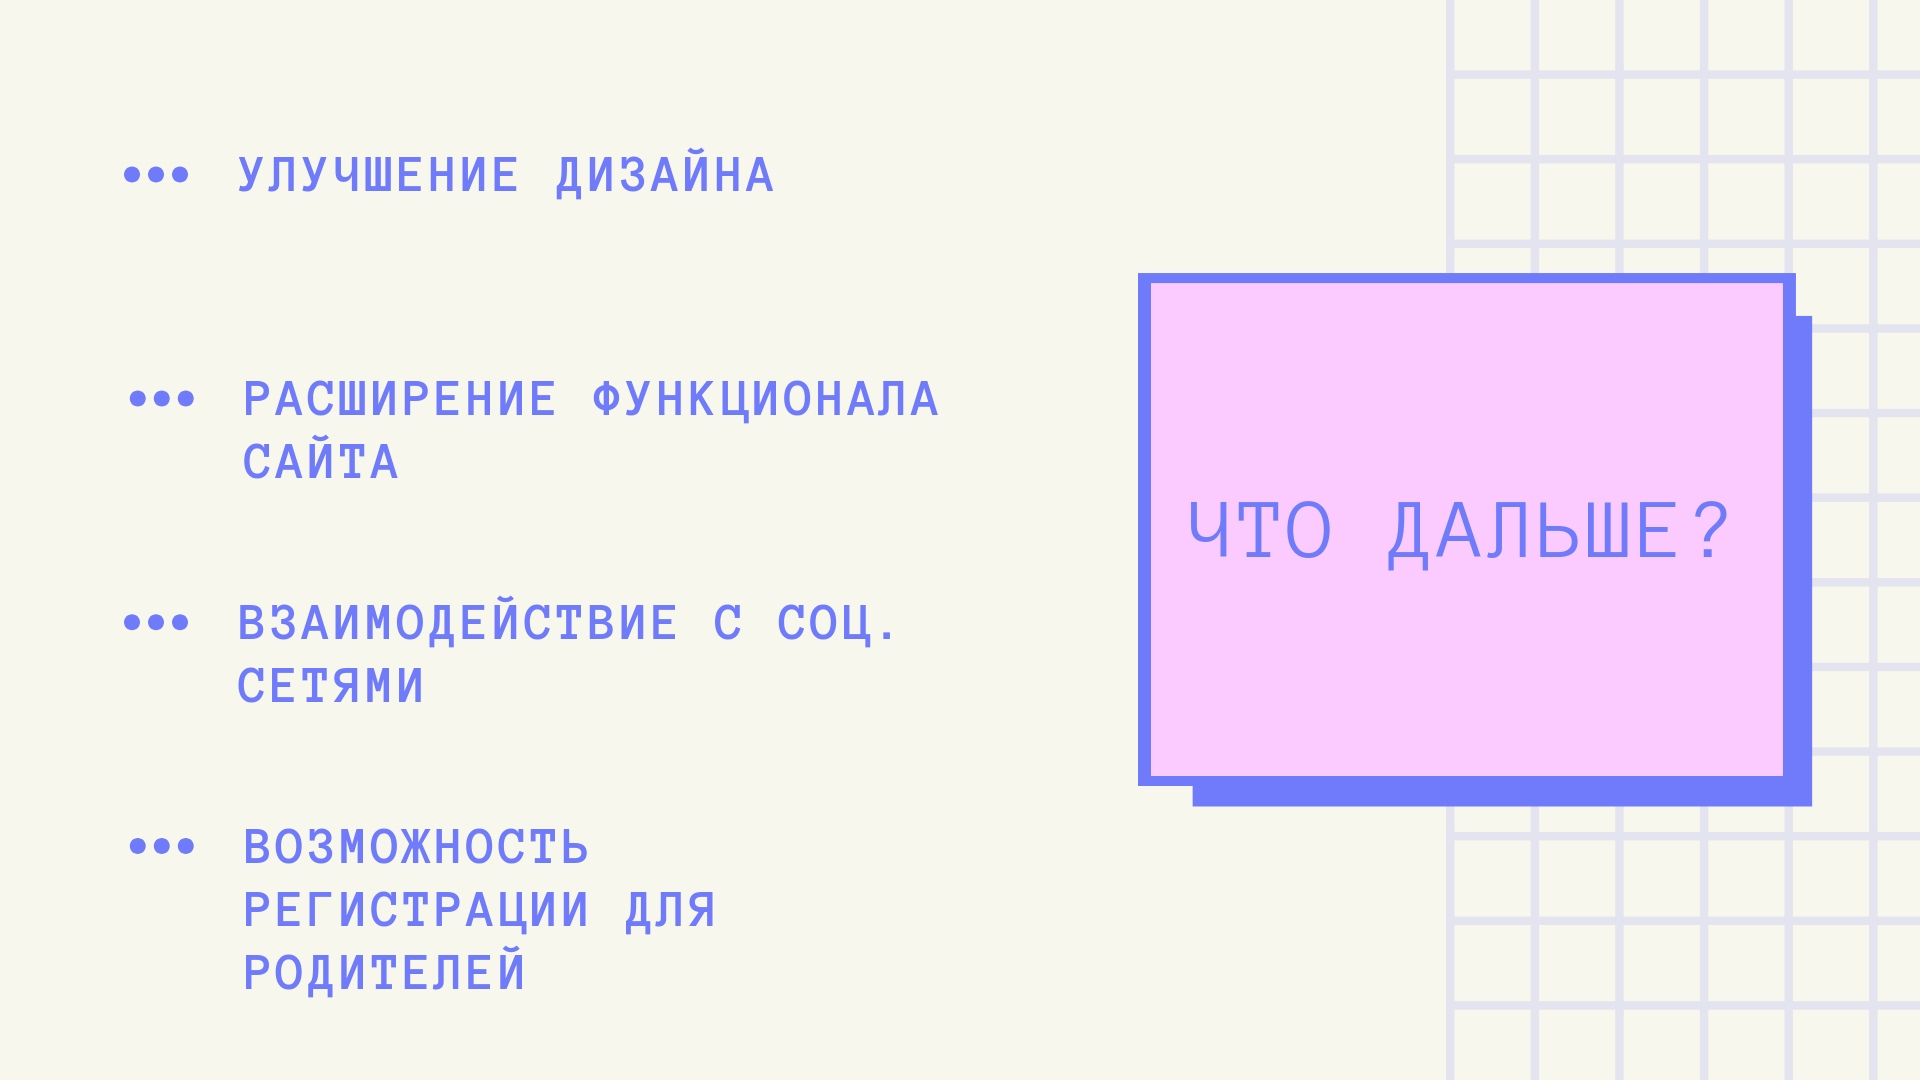 УЛУЧШЕНИЕ ДИЗАЙНА
РАСШИРЕНИЕ ФУНКЦИОНАЛА
САЙТА
ВЗАИМОДЕЙСТВИЕ С СОЦ.
СЕТЯМИ
ВОЗМОЖНОСТЬ
РЕГИСТРАЦИИ ДЛЯ
РОДИТЕЛЕЙ
ЧТО ДАЛЬШЕ?